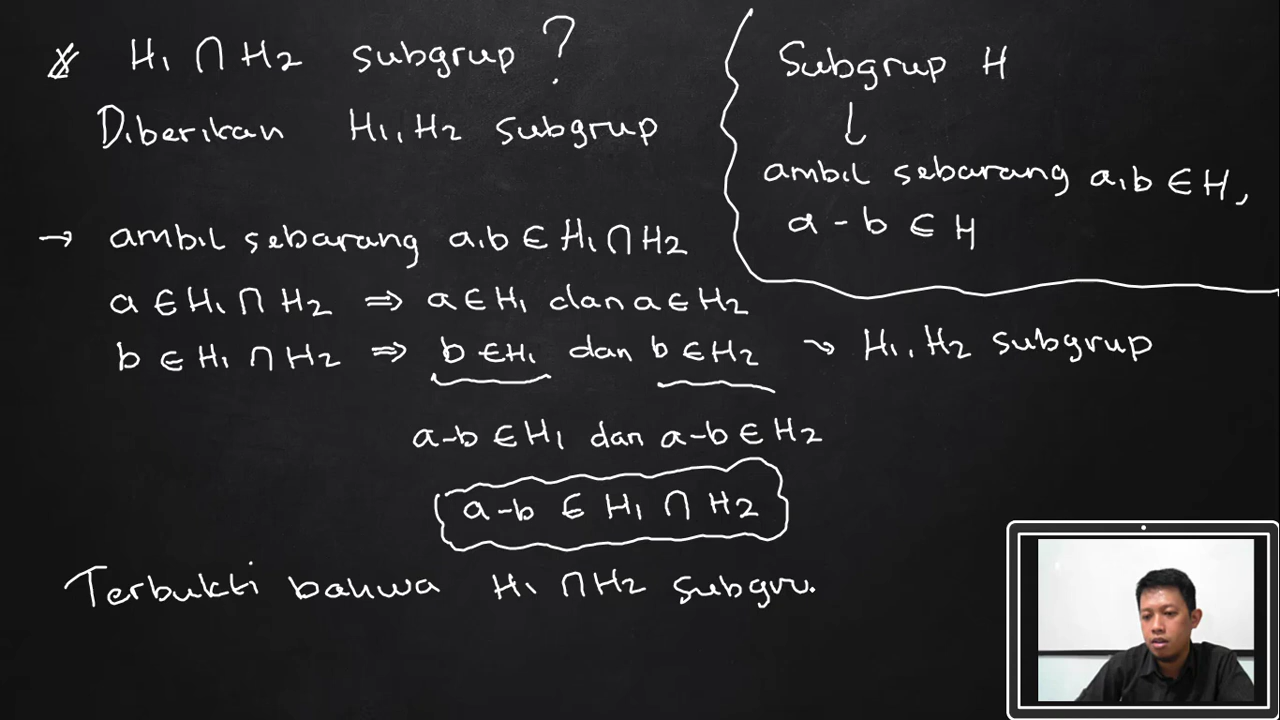 * H₁ ∩ H₂ subgrup ?
Diberikan H₁, H₂ subgrup
→ ambil sebarang a,b ∈ H₁ ∩ H₂
a ∈ H₁ ∩ H₂ ⇒ a ∈ H₁ dan a ∈ H₂
b ∈ H₁ ∩ H₂ ⇒ b ∈ H₁ dan b ∈ H₂ ⤳ H₁, H₂ subgrup
a-b ∈ H₁ dan a-b ∈ H₂
a-b ∈ H₁ ∩ H₂
Terbukti bahwa H₁ ∩ H₂ subgru.
Subgrup H
↓
ambil sebarang a,b ∈ H,
a - b ∈ H